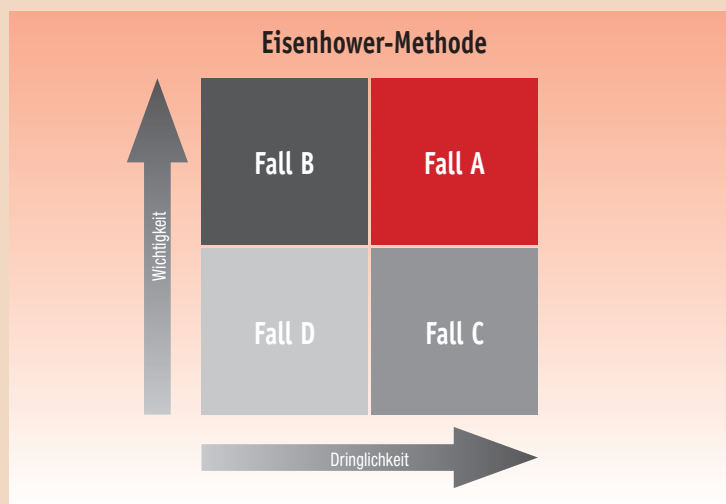 Eisenhower-Methode
Wichtigkeit
Fall B
Fall A
Fall D
Fall C
Dringlichkeit